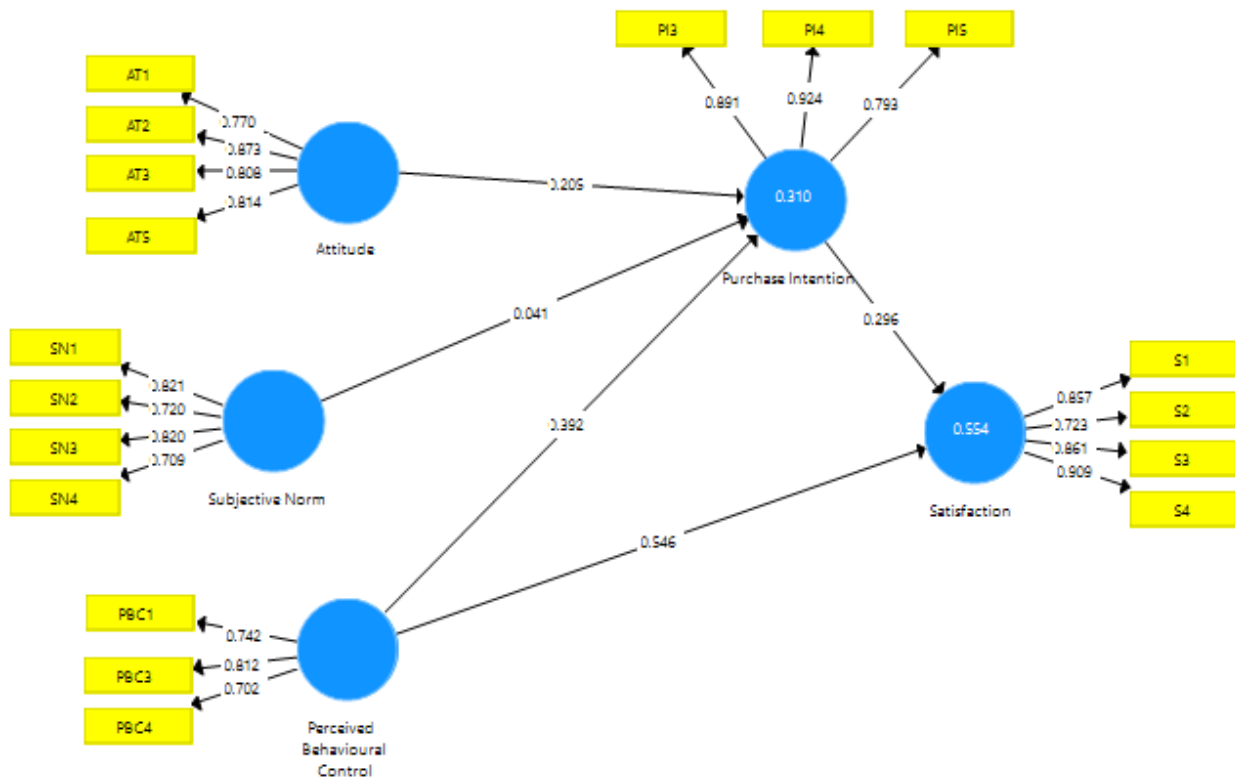 PI3
PI4
PI5
AT1
AT2
AT3
AT5
0.770
0.873
0.808
0.814
Attitude
0.891
0.924
0.793
0.205
0.310
Purchase Intention
0.041
0.296
SN1
SN2
SN3
SN4
0.821
0.720
0.820
0.709
Subjective Norm
0.392
0.554
Satisfaction
0.857
0.723
0.861
0.909
S1
S2
S3
S4
0.546
PBC1
PBC3
PBC4
0.742
0.812
0.702
Perceived
Behavioural
Control